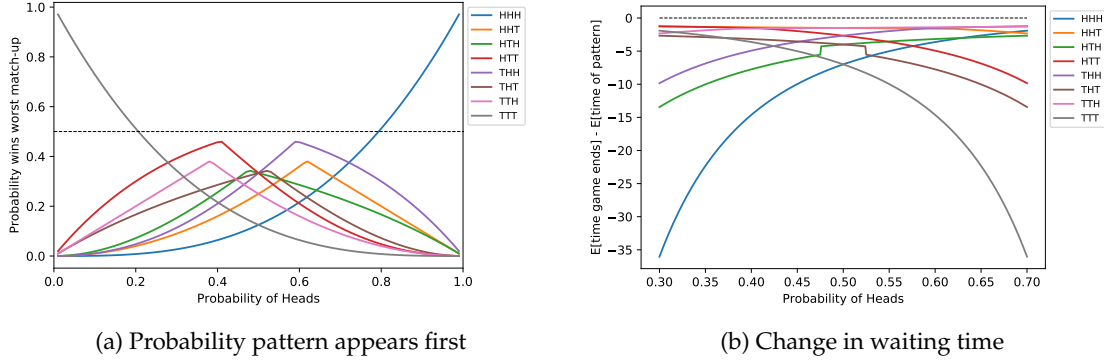 1.0
0.8
0.6
0.4
0.2
0.0
0.0 0.2 0.4 0.6 0.8 1.0
Probability of Heads
Probability wins worst match-up
HHH
HHT
HTH
HTT
THH
THT
TTH
TTT
(a) Probability pattern appears first
0
−5
−10
−15
−20
−25
−30
−35
0.30 0.35 0.40 0.45 0.50 0.55 0.60 0.65 0.70
Probability of Heads
E[time game ends] - E[time of pattern]
HHH
HHT
HTH
HTT
THH
THT
TTH
TTT
(b) Change in waiting time